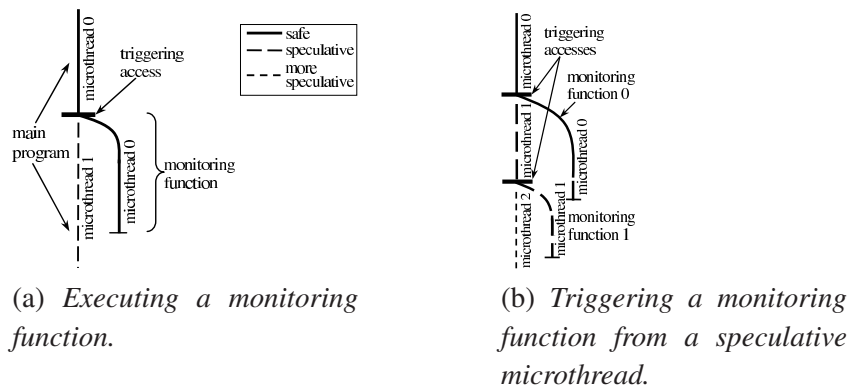 microthread 0
triggering
access
main
program
microthread 1
microthread 0
monitoring
function
safe
speculative
more
speculative
(a) Executing a monitoring
function.
triggering
accesses
microthread 0
monitoring
function 0
microthread 1
microthread 0
microthread 2
microthread 1
monitoring
function 1
(b) Triggering a monitoring
function from a speculative
microthread.